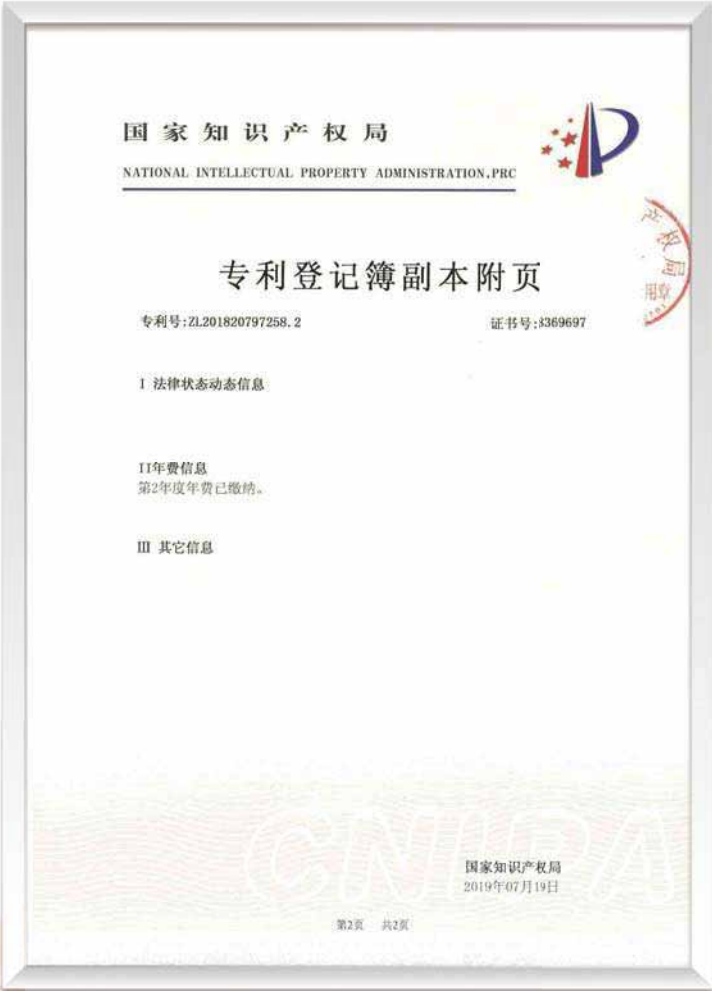 国家知识产权局
NATIONAL INTELLECTUAL PROPERTY ADMINISTRATION,PRC
产权局
专利登记簿副本附页
专利号:ZL201820797258.2
证书号:8369697
I 法律状态动态信息
II年费信息
第2年度年费已缴纳。
III 其它信息
CNIPA
国家知识产权局
2019年07月19日
第2页 共2页